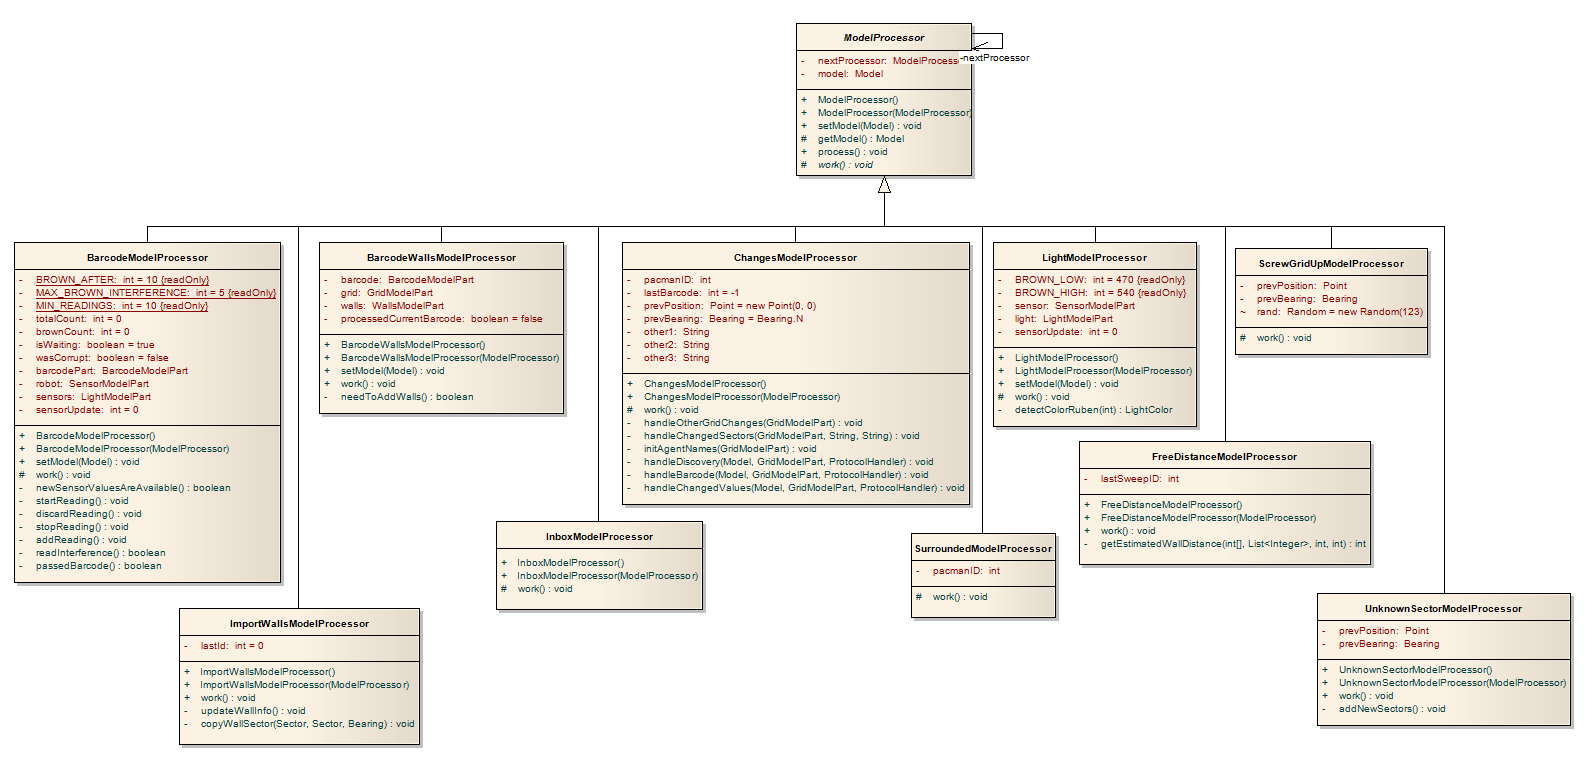 ModelProcessor
- nextProcessor: ModelProcess
-nextProcessor
- model: Model
+ ModelProcessor()
+ ModelProcessor(ModelProcessor)
+ setModel(Model) : void
# getModel() : Model
+ process() : void
# work() : void
BarcodeModelProcessor
- BROWN_AFTER: int = 10 {readOnly}
- MAX_BROWN_INTERFERENCE: int = 5 {readOnly}
- MIN_READINGS: int = 10 {readOnly}
- totalCount: int = 0
- brownCount: int = 0
- isWaiting: boolean = true
- wasCorrupt: boolean = false
- barcodePart: BarcodeModelPart
- robot: SensorModelPart
- sensors: LightModelPart
- sensorUpdate: int = 0
+ BarcodeModelProcessor()
+ BarcodeModelProcessor(ModelProcessor)
+ setModel(Model) : void
# work() : void
- newSensorValuesAreAvailable() : boolean
- startReading() : void
- discardReading() : void
- stopReading() : void
- addReading() : void
- readInterference() : boolean
- passedBarcode() : boolean
BarcodeWallsModelProcessor
- barcode: BarcodeModelPart
- grid: GridModelPart
- walls: WallsModelPart
- processedCurrentBarcode: boolean = false
+ BarcodeWallsModelProcessor()
+ BarcodeWallsModelProcessor(ModelProcessor)
+ setModel(Model) : void
+ work() : void
- needToAddWalls() : boolean
ChangesModelProcessor
- pacmanID: int
- lastBarcode: int = -1
- prevPosition: Point = new Point(0, 0)
- prevBearing: Bearing = Bearing.N
- other1: String
- other2: String
- other3: String
+ ChangesModelProcessor()
+ ChangesModelProcessor(ModelProcessor)
# work() : void
- handleOtherGridChanges(GridModelPart) : void
- handleChangedSectors(GridModelPart, String, String) : void
- initAgentNames(GridModelPart) : void
- handleDiscovery(Model, GridModelPart, ProtocolHandler) : void
- handleBarcode(Model, GridModelPart, ProtocolHandler) : void
- handleChangedValues(Model, GridModelPart, ProtocolHandler) : void
LightModelProcessor
- BROWN_LOW: int = 470 {readOnly}
- BROWN_HIGH: int = 540 {readOnly}
- sensor: SensorModelPart
- light: LightModelPart
- sensorUpdate: int = 0
+ LightModelProcessor()
+ LightModelProcessor(ModelProcessor)
+ setModel(Model) : void
# work() : void
- detectColorRuben(int) : LightColor
ScrewGridUpModelProcessor
- prevPosition: Point
- prevBearing: Bearing
~ rand: Random = new Random(123)
# work() : void
FreeDistanceModelProcessor
- lastSweepID: int
+ FreeDistanceModelProcessor()
+ FreeDistanceModelProcessor(ModelProcessor)
+ work() : void
- getEstimatedWallDistance(int[], List<Integer>, int, int) : int
InboxModelProcessor
+ InboxModelProcessor()
+ InboxModelProcessor(ModelProcessor)
# work() : void
SurroundedModelProcessor
- pacmanID: int
# work() : void
ImportWallsModelProcessor
- lastId: int = 0
+ ImportWallsModelProcessor()
+ ImportWallsModelProcessor(ModelProcessor)
+ work() : void
- updateWallInfo() : void
- copyWallSector(Sector, Sector, Bearing) : void
UnknownSectorModelProcessor
- prevPosition: Point
- prevBearing: Bearing
+ UnknownSectorModelProcessor()
+ UnknownSectorModelProcessor(ModelProcessor)
+ work() : void
- addNewSectors() : void